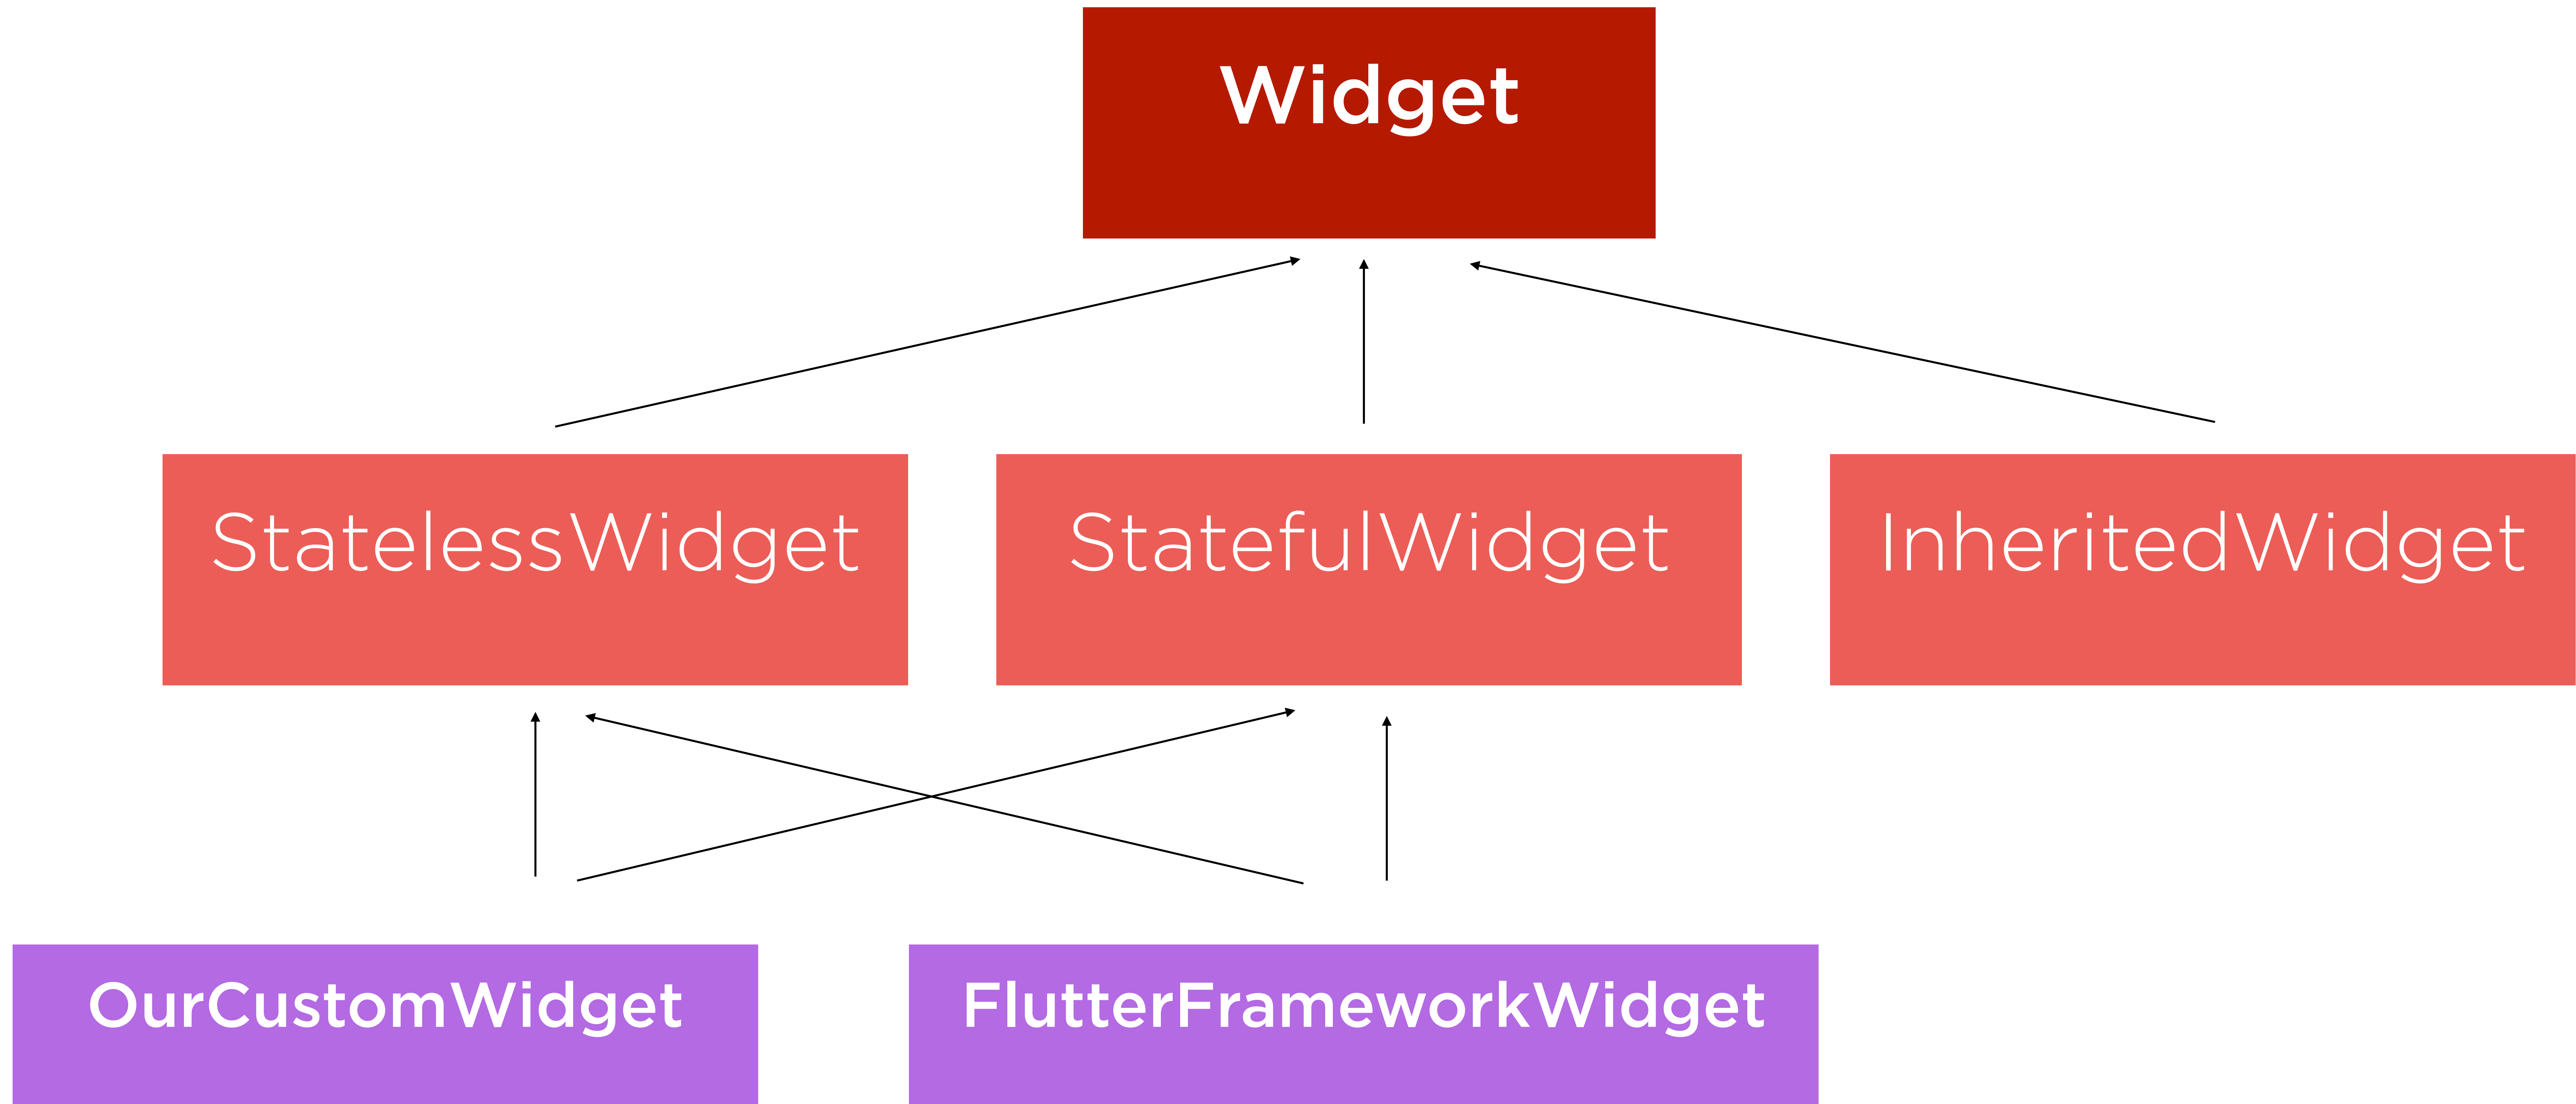 Widget
StatelessWidget
StatefulWidget
InheritedWidget
OurCustomWidget
FlutterFrameworkWidget